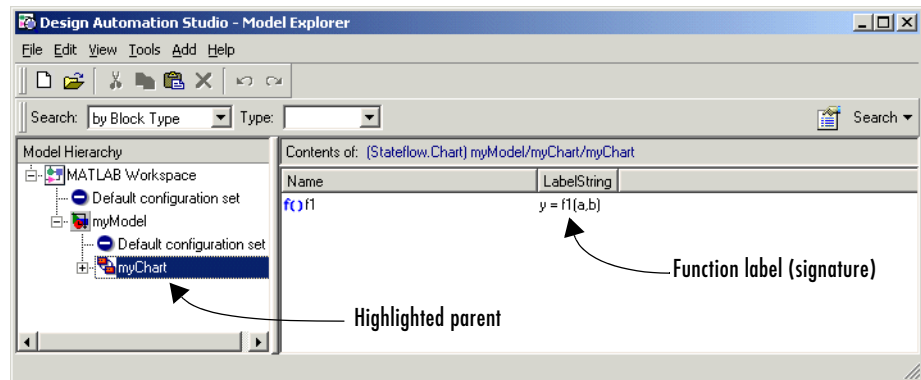 Design Automation Studio - Model Explorer
File Edit View Tools Add Help
Search: by Block Type Type: Search
Model Hierarchy
MATLAB Workspace
Default configuration set
myModel
Default configuration set
myChart
Contents of: (Stateflow.Chart) myModel/myChart/myChart
Name LabelString
f() f1 y = f1(a,b)
Function label (signature)
Highlighted parent